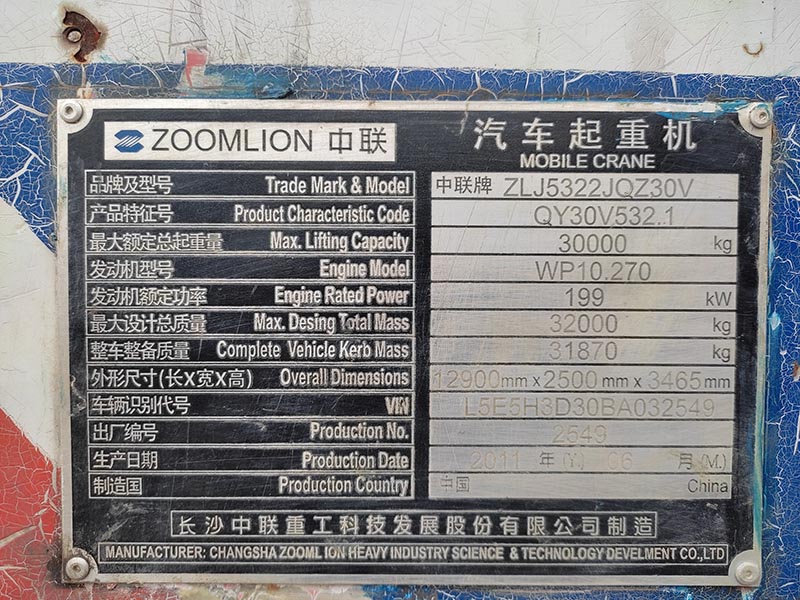 ZOOMLION 中联
汽车起重机
MOBILE CRANE
品牌及型号 Trade Mark & Model 中联牌 ZLJ5322JQZ30V
产品特征号 Product Characteristic Code QY30V532.1
最大额定总起重量 Max. Lifting Capacity 30000 kg
发动机型号 Engine Model WP10.270
发动机额定功率 Engine Rated Power 199 kW
最大设计总质量 Max. Desing Total Mass 32000 kg
整车整备质量 Complete Vehicle Kerb Mass 31870 kg
外形尺寸(长X宽X高) Overall Dimensions 12900mm x 2500mm x 3465mm
车辆识别代号 VIN L5E5H3D30BA032549
出厂编号 Production No. 2549
生产日期 Production Date 2011 年(Y.) 06 月(M.)
制造国 Production Country 中国 China
长沙中联重工科技发展股份有限公司制造
MANUFACTURER: CHANGSHA ZOOMLION HEAVY INDUSTRY SCIENCE & TECHNOLOGY DEVELMENT CO.,LTD